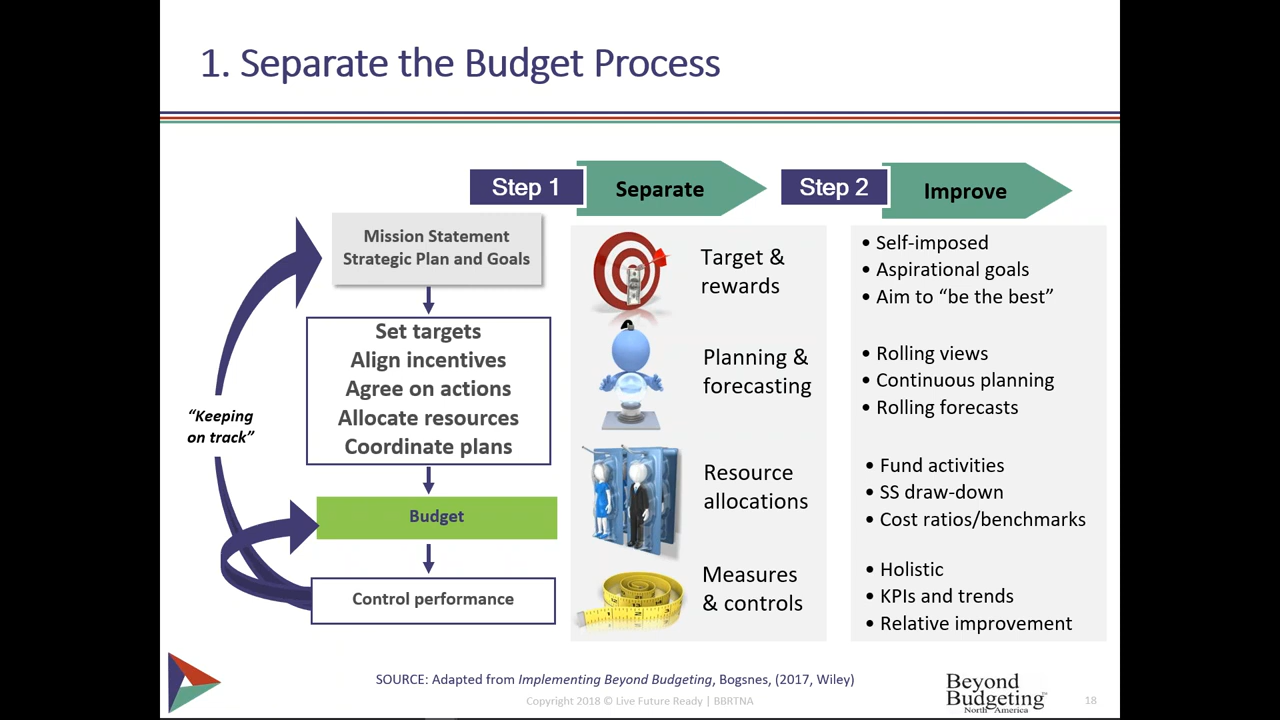 1. Separate the Budget Process
Step 1
Separate
Step 2
Improve
Mission Statement
Strategic Plan and Goals
Set targets
Align incentives
Agree on actions
Allocate resources
Coordinate plans
Budget
Control performance
“Keeping
on track”
Target &
rewards
Planning &
forecasting
Resource
allocations
Measures
& controls
• Self-imposed
• Aspirational goals
• Aim to “be the best”
• Rolling views
• Continuous planning
• Rolling forecasts
• Fund activities
• SS draw-down
• Cost ratios/benchmarks
• Holistic
• KPIs and trends
• Relative improvement
SOURCE: Adapted from Implementing Beyond Budgeting, Bogsnes, (2017, Wiley)
Copyright 2018 © Live Future Ready | BBRTNA
Beyond
Budgeting™
North America
18